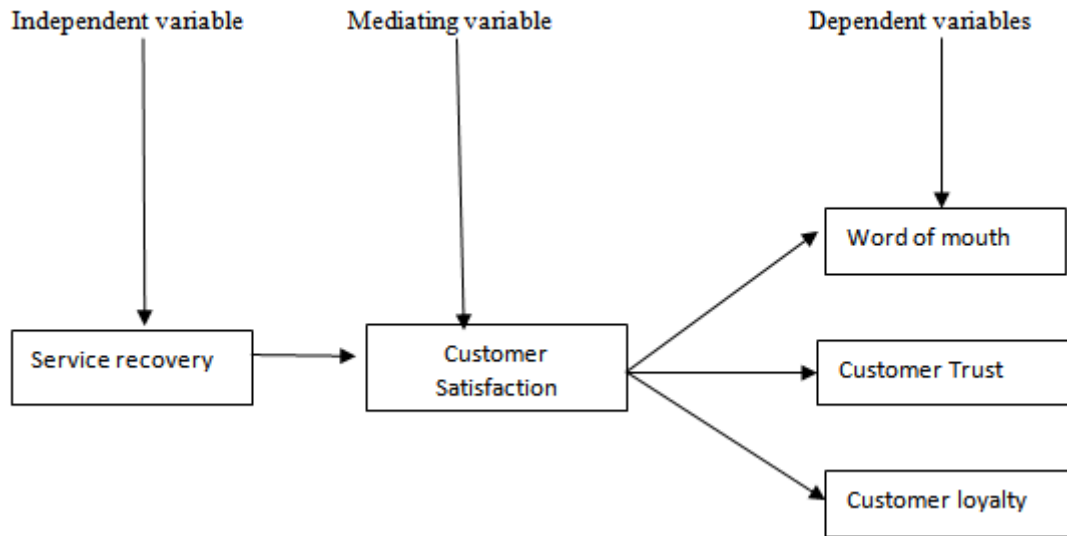 Independent variable
Mediating variable
Dependent variables
Word of mouth
Service recovery
Customer
Satisfaction
Customer Trust
Customer loyalty